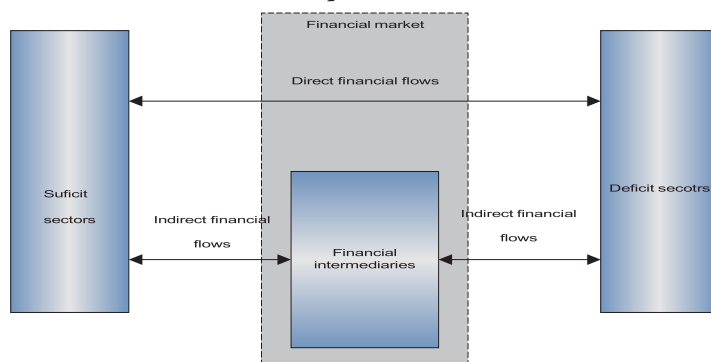 Financial market
Direct financial flows
Suficit
sectors
Indirect financial
flows
Financial
intermediaries
Indirect financial
flows
Deficit secotrs